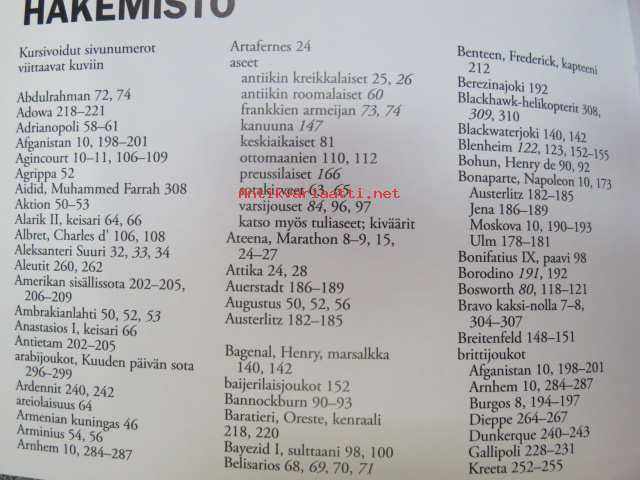 HAKEMISTO
Kursivoidut sivunumerot
viittaavat kuviin
Abdulrahman 72, 74
Adowa 218–221
Adrianopoli 58–61
Afganistan 10, 198–201
Agincourt 10–11, 106–109
Agrippa 52
Aidid, Muhammed Farrah 308
Aktion 50–53
Alarik II, keisari 64, 66
Albret, Charles d' 106, 108
Aleksanteri Suuri 32, 33, 34
Aleutit 260, 262
Amerikan sisällissota 202–205,
206–209
Ambrakianlahti 50, 52, 53
Anastasios I, keisari 66
Antietam 202–205
arabijoukot, Kuuden päivän sota
296–299
Ardennit 240, 242
areiolaisuus 64
Armenian kuningas 46
Arminius 54, 56
Arnhem 10, 284–287
Artafernes 24
aseet
antiikin kreikkalaiset 25, 26
antiikin roomalaiset 60
frankkien armeijan 73, 74
kanuuna 147
keskiaikaiset 81
ottomaanien 110, 112
preussilaiset 166
sotakirveet 63, 65
varsijouset 84, 96, 97
katso myös tuliaseet; kiväärit
Ateena, Marathon 8–9, 15,
24–27
Attika 24, 28
Auerstadt 186–189
Augustus 50, 52, 56
Austerlitz 182–185
Bagenal, Henry, marsalkka
140, 142
baijerilaisjoukot 152
Bannockburn 90–93
Baratieri, Oreste, kenraali
218, 220
Bayezid I, sulttaani 98, 100
Belisarios 68, 69, 70, 71
Benteen, Frederick, kapteeni
212
Berezinajoki 192
Blackhawk-helikopterit 308,
309, 310
Blackwaterjoki 140, 142
Blenheim 122, 123, 152–155
Bohun, Henry de 90, 92
Bonaparte, Napoleon 10, 173
Austerlitz 182–185
Jena 186–189
Moskova 10, 190–193
Ulm 178–181
Bonifatius IX, paavi 98
Borodino 191, 192
Bosworth 80, 118–121
Bravo kaksi-nolla 7–8,
304–307
Breitenfeld 148–151
brittijoukot
Afganistan 10, 198–201
Arnhem 10, 284–287
Burgos 8, 194–197
Dieppe 264–267
Dunkerque 240–243
Gallipoli 228–231
Kreeta 252–255
Antikvariaatti.net